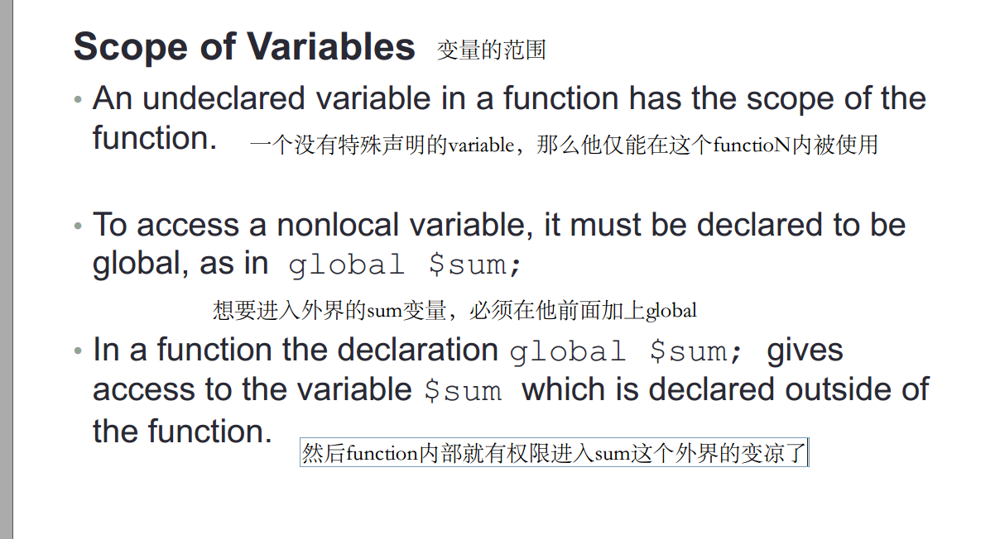 Scope of Variables 变量的范围
• An undeclared variable in a function has the scope of the
function. 一个没有特殊声明的variable，那么他仅能在这个functioN内被使用
• To access a nonlocal variable, it must be declared to be
global, as in global $sum;
想要进入外界的sum变量，必须在他前面加上global
• In a function the declaration global $sum; gives
access to the variable $sum which is declared outside of
the function.
然后function内部就有权限进入sum这个外界的变凉了